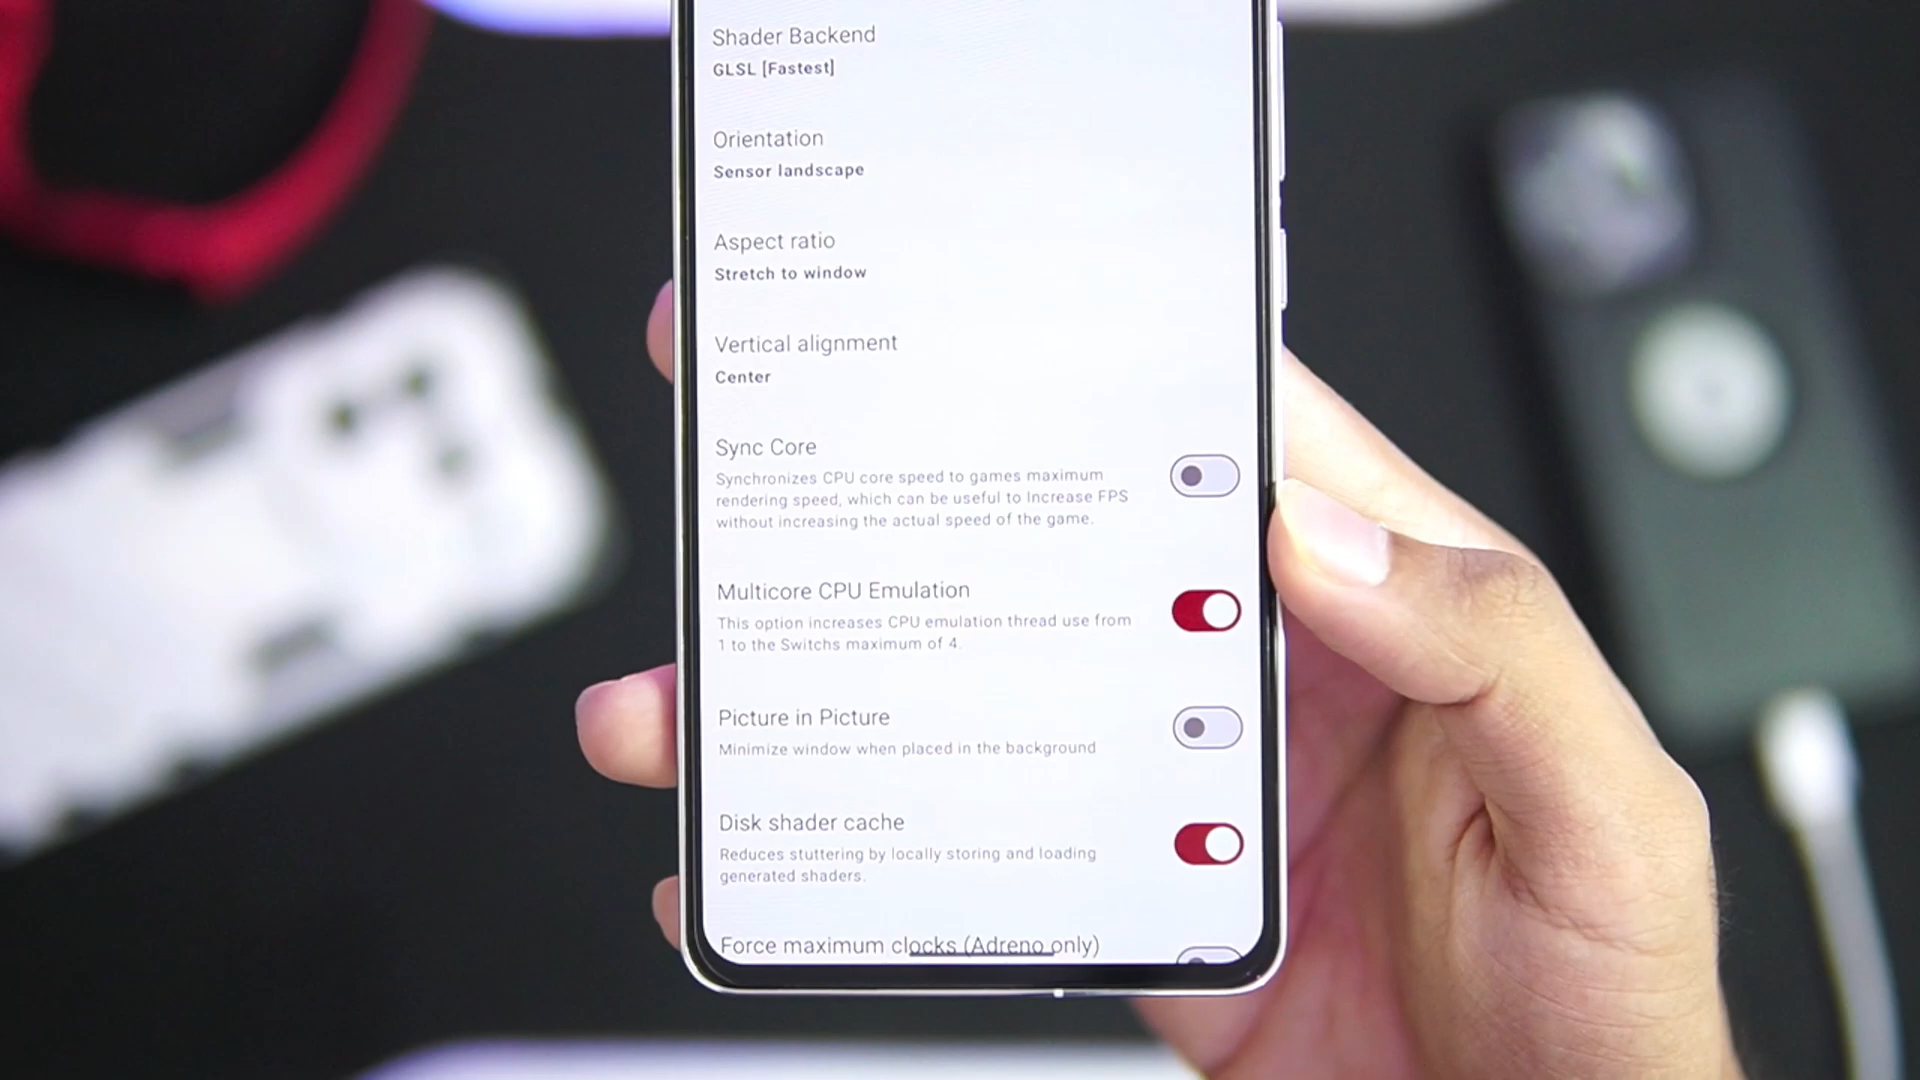 Shader Backend
GLSL [Fastest]
Orientation
Sensor landscape
Aspect ratio
Stretch to window
Vertical alignment
Center
Sync Core
Synchronizes CPU core speed to games maximum
rendering speed, which can be useful to Increase FPS
without increasing the actual speed of the game.
Multicore CPU Emulation
This option increases CPU emulation thread use from
1 to the Switchs maximum of 4.
Picture in Picture
Minimize window when placed in the background
Disk shader cache
Reduces stuttering by locally storing and loading
generated shaders.
Force maximum clocks (Adreno only)